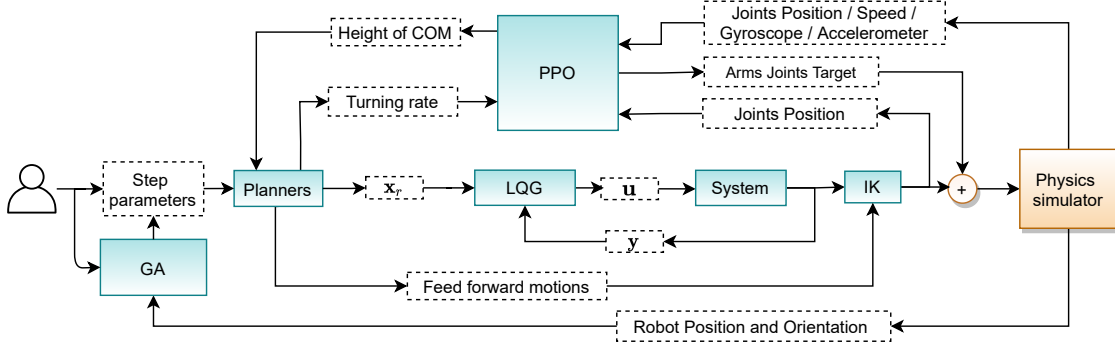 Height of COM
PPO
Joints Position / Speed /
Gyroscope / Accelerometer
Arms Joints Target
Turning rate
Joints Position
Step
parameters
Planners
𝐱ᵣ
LQG
𝐮
System
IK
+
Physics
simulator
𝐲
GA
Feed forward motions
Robot Position and Orientation